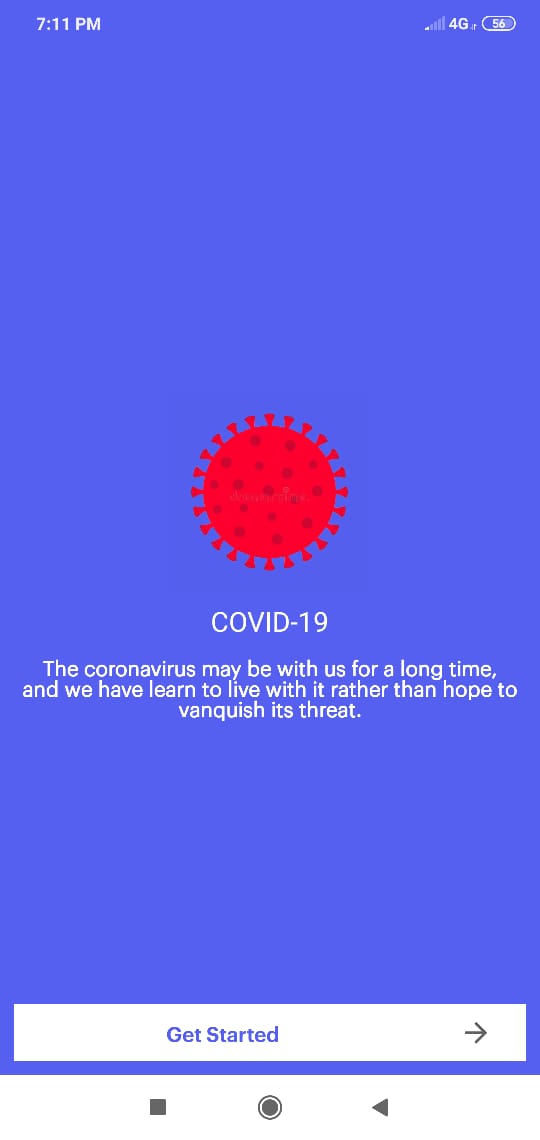 7:11 PM
4G
56
dreamstime.
COVID-19
The coronavirus may be with us for a long time,
and we have learn to live with it rather than hope to
vanquish its threat.
Get Started